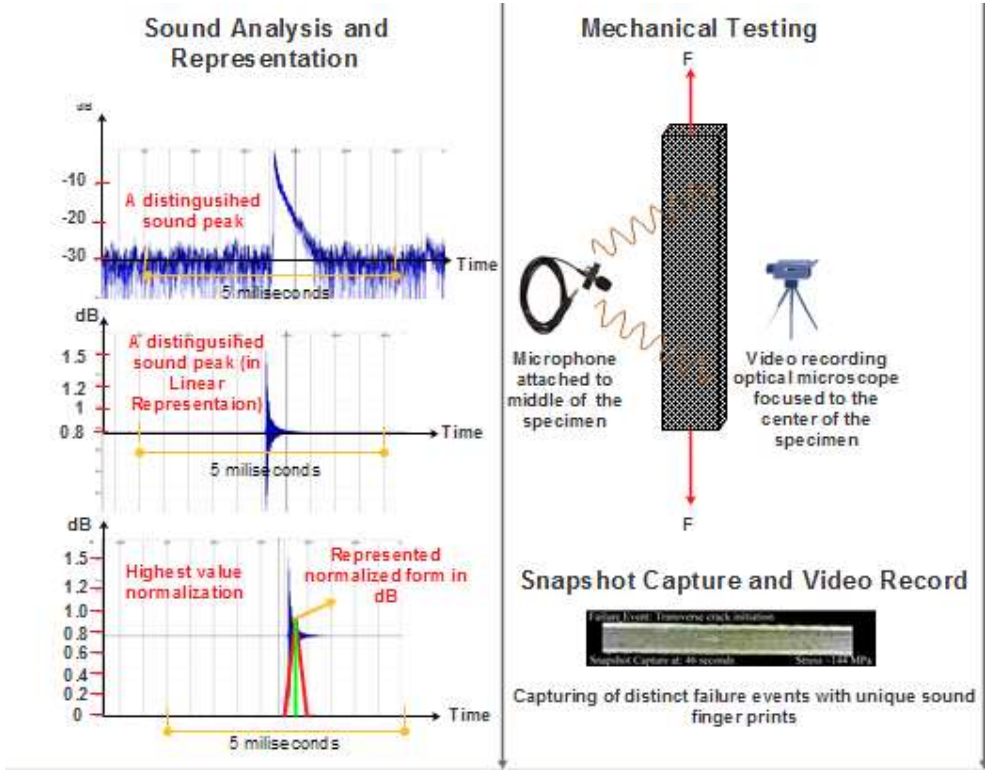 Sound Analysis and
Representation
dB
-10
-20
-30
A distingusihed
sound peak
Time
5 miliseconds
dB
1.5
1.2
1
0.8
A distingusihed
sound peak (in
Linear
Representaion)
Time
5 miliseconds
dB
1.5
1.2
1.0
0.8
0.6
0.4
0.2
0
Highest value
normalization
Represented
normalized form in
dB
Time
5 miliseconds
Mechanical Testing
F
Microphone
attached to
middle of the
specimen
Video recording
optical microscope
focused to the
center of the
specimen
F
Snapshot Capture and Video Record
Failure Event: Transverse crack initiation
Snapshot Capture at: 46 seconds
Stress ~144 MPa
Capturing of distinct failure events with unique sound
finger prints